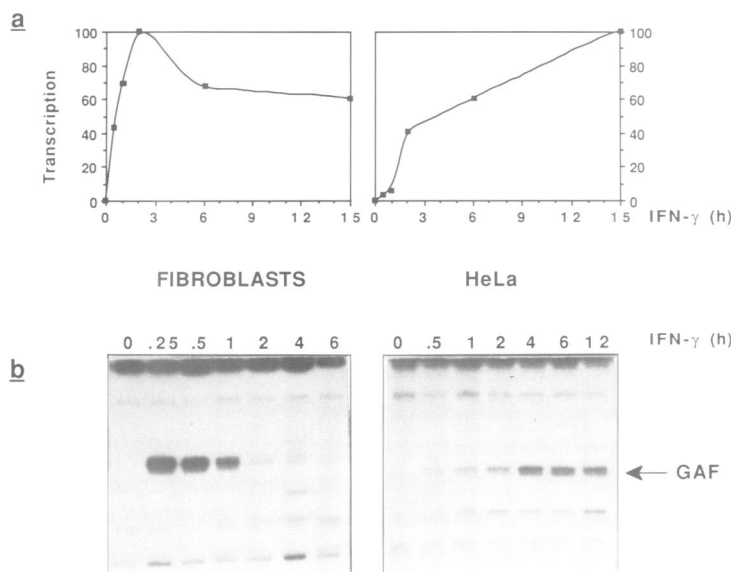 a
Transcription
100
80
60
40
20
0
0 3 6 9 12 15
100
80
60
40
20
0
0 3 6 9 12 15
IFN-γ (h)
FIBROBLASTS
HeLa
b
0 .25 .5 1 2 4 6
0 .5 1 2 4 6 12
IFN-γ (h)
GAF